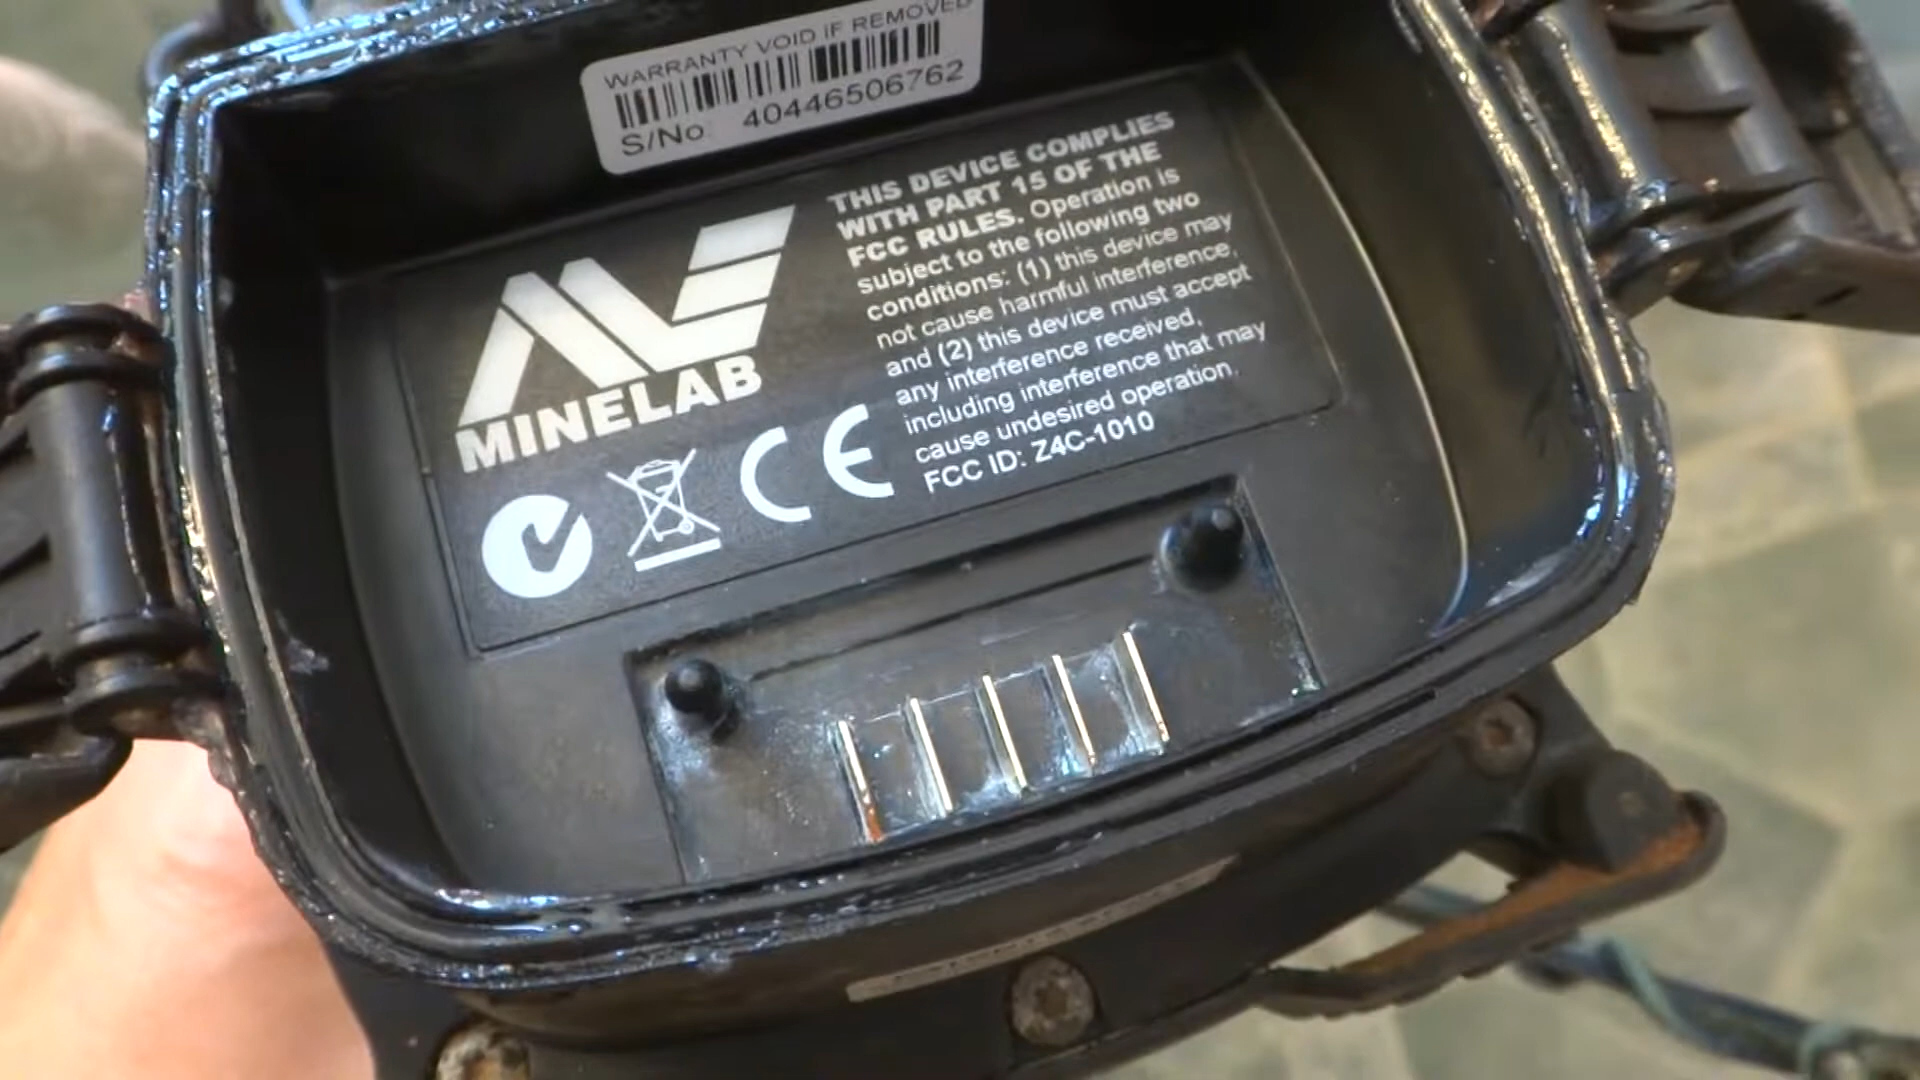 WARRANTY VOID IF REMOVED
S/No 40446506762
THIS DEVICE COMPLIES
WITH PART 15 OF THE
FCC RULES. Operation is
subject to the following two
conditions: (1) this device may
not cause harmful interference,
and (2) this device must accept
any interference received,
including interference that may
cause undesired operation.
FCC ID: Z4C-1010
MINELAB
CE